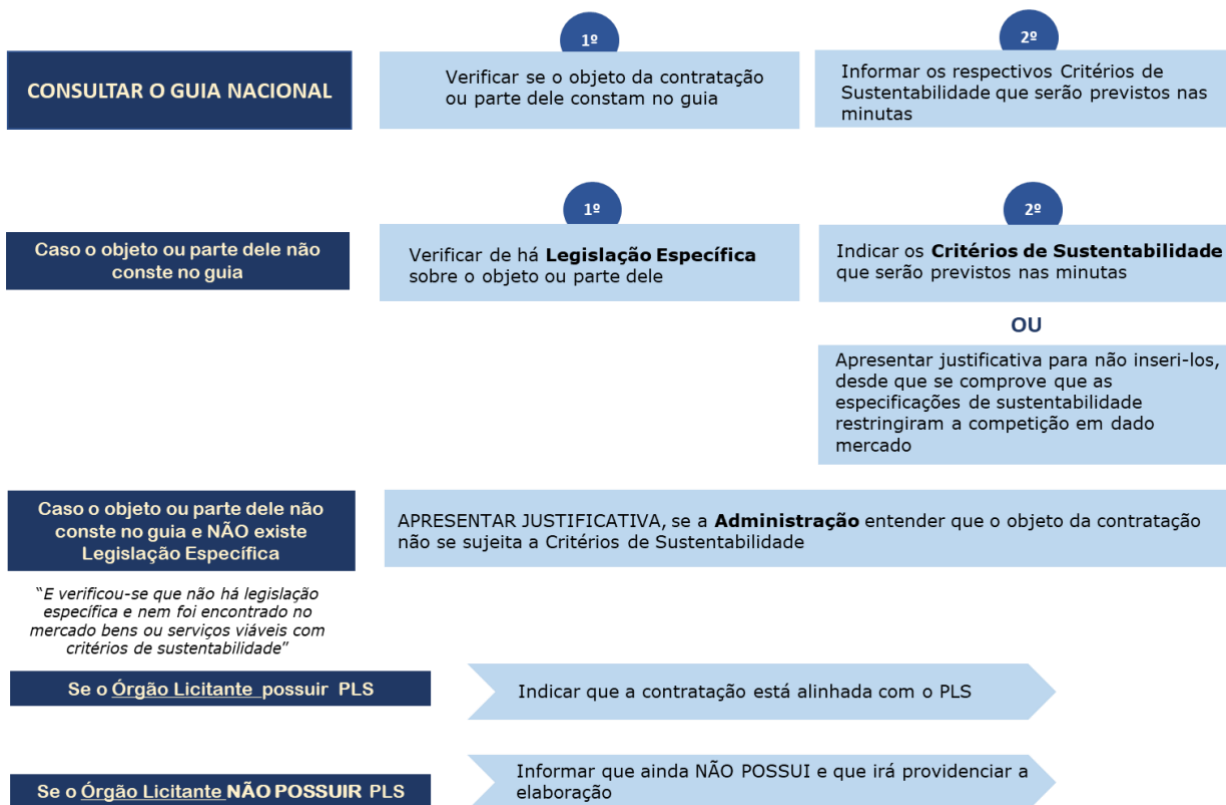 1º
2º
CONSULTAR O GUIA NACIONAL
Verificar se o objeto da contratação
ou parte dele constam no guia
Informar os respectivos Critérios de
Sustentabilidade que serão previstos nas
minutas
1º
2º
Caso o objeto ou parte dele não
conste no guia
Verificar de há Legislação Específica
sobre o objeto ou parte dele
Indicar os Critérios de Sustentabilidade
que serão previstos nas minutas
OU
Apresentar justificativa para não inseri-los,
desde que se comprove que as
especificações de sustentabilidade
restringiram a competição em dado
mercado
Caso o objeto ou parte dele não
conste no guia e NÃO existe
Legislação Específica
APRESENTAR JUSTIFICATIVA, se a Administração entender que o objeto da contratação
não se sujeita a Critérios de Sustentabilidade
"E verificou-se que não há legislação
específica e nem foi encontrado no
mercado bens ou serviços viáveis com
critérios de sustentabilidade"
Se o Órgão Licitante possuir PLS
Indicar que a contratação está alinhada com o PLS
Se o Órgão Licitante NÃO POSSUIR PLS
Informar que ainda NÃO POSSUI e que irá providenciar a
elaboração